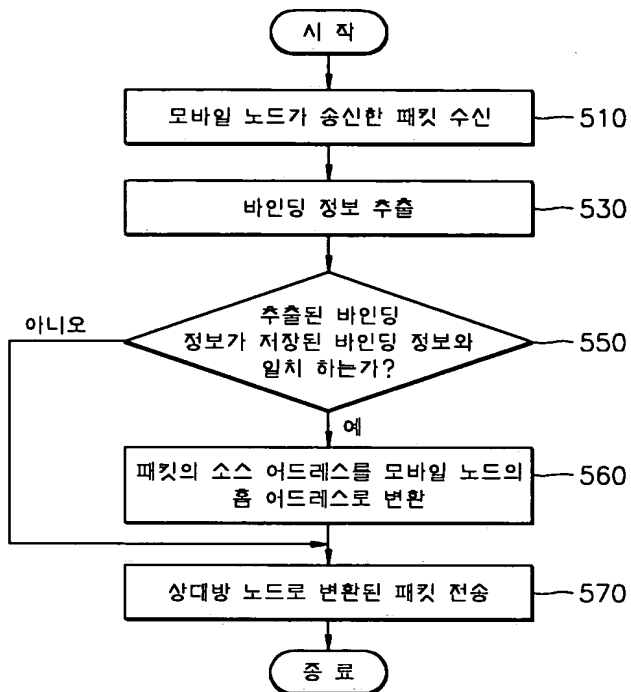 시 작
모바일 노드가 송신한 패킷 수신
510
바인딩 정보 추출
530
추출된 바인딩
정보가 저장된 바인딩 정보와
일치 하는가?
550
아니오
예
패킷의 소스 어드레스를 모바일 노드의
홈 어드레스로 변환
560
상대방 노드로 변환된 패킷 전송
570
종 료